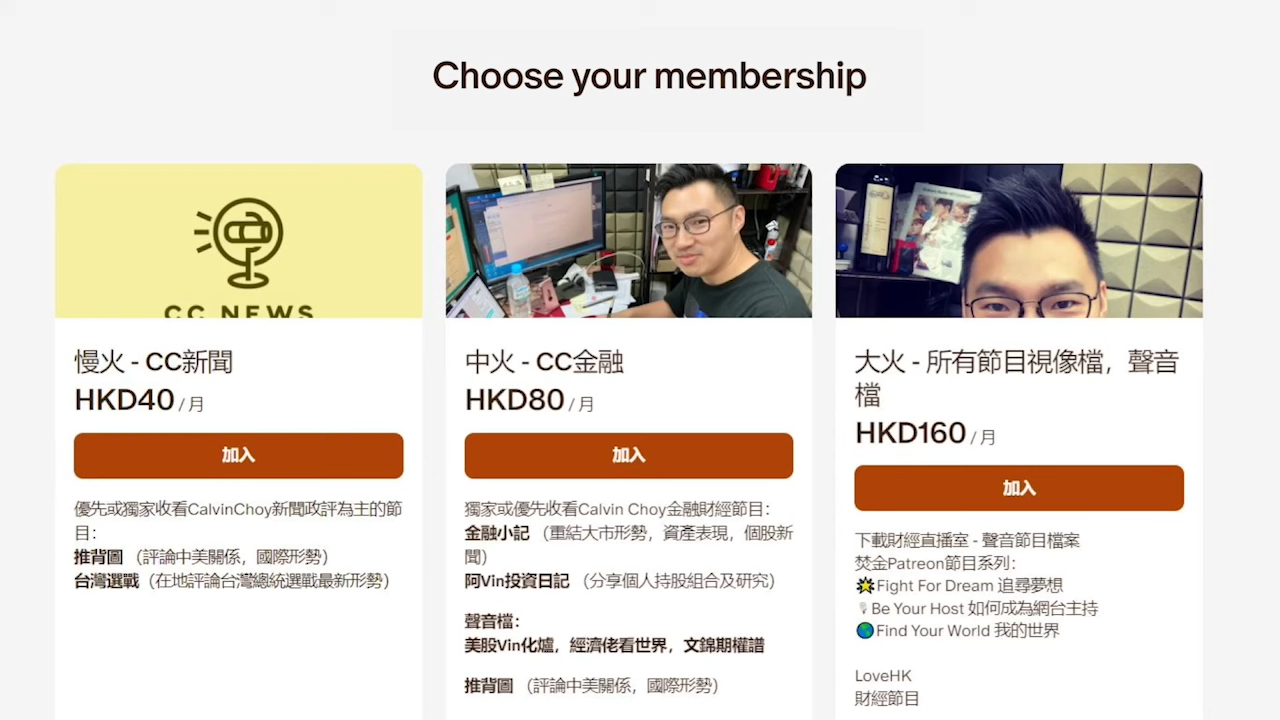 Choose your membership
CC NEWS
慢火 - CC新聞
HKD40 / 月
加入
優先或獨家收看CalvinChoy新聞政評為主的節
目：
推背圖 （評論中美關係，國際形勢）
台灣選戰（在地評論台灣總統選戰最新形勢）
中火 - CC金融
HKD80 / 月
加入
獨家或優先收看Calvin Choy金融財經節目：
金融小記 （重結大市形勢，資產表現，個股新
聞）
阿Vin投資日記 （分享個人持股組合及研究）
聲音檔：
美股Vin化爐，經濟佬看世界，文錦期權譜
推背圖 （評論中美關係，國際形勢）
大火 - 所有節目視像檔，聲音
檔
HKD160 / 月
加入
下載財經直播室 - 聲音節目檔案
焚金Patreon節目系列：
🌟Fight For Dream 追尋夢想
🎙Be Your Host 如何成為網台主持
🌏Find Your World 我的世界
LoveHK
財經節目